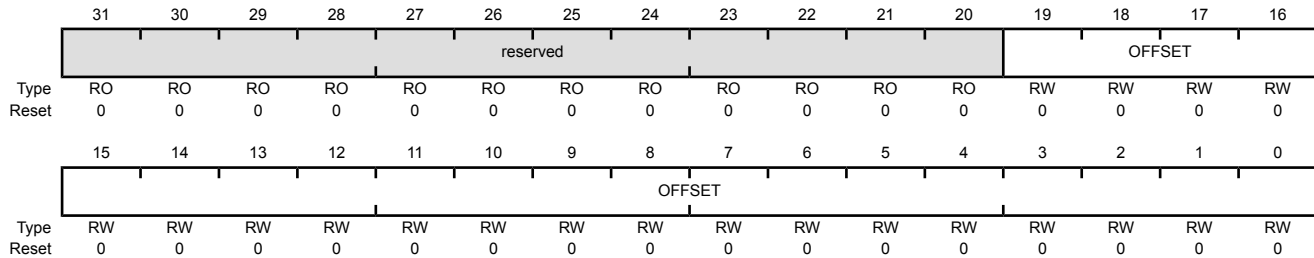 31 30 29 28 27 26 25 24 23 22 21 20 19 18 17 16
reserved OFFSET
Type RO RO RO RO RO RO RO RO RO RO RO RO RW RW RW RW
Reset 0 0 0 0 0 0 0 0 0 0 0 0 0 0 0 0
15 14 13 12 11 10 9 8 7 6 5 4 3 2 1 0
OFFSET
Type RW RW RW RW RW RW RW RW RW RW RW RW RW RW RW RW
Reset 0 0 0 0 0 0 0 0 0 0 0 0 0 0 0 0